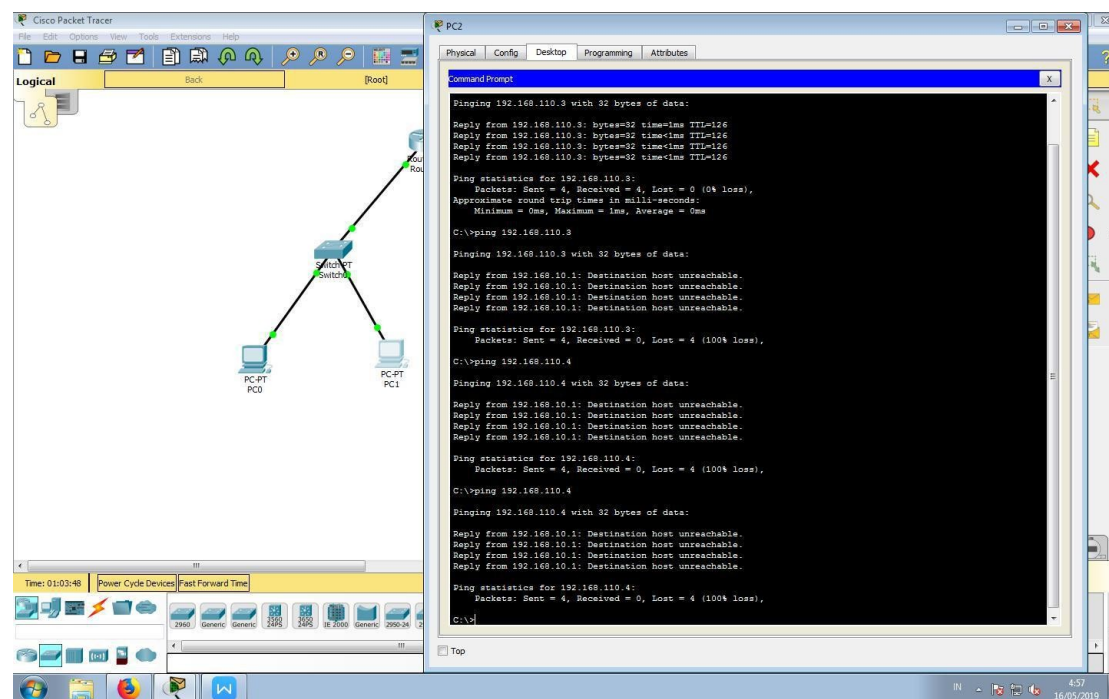 Cisco Packet Tracer
File Edit Options View Tools Extensions Help
Logical
Back
[Root]
Switch-PT
PC-PT
PC0
PC-PT
PC1
Time: 01:03:48
Power Cycle Devices
Fast Forward Time
2960
Generic
Generic
3560
24PS
3650
24PS
IE 2000
Generic
2950-24
PC2
Physical
Config
Desktop
Programming
Attributes
Command Prompt
X
Pinging 192.168.110.3 with 32 bytes of data:
Reply from 192.168.110.3: bytes=32 time=1ms TTL=126
Reply from 192.168.110.3: bytes=32 time<1ms TTL=126
Reply from 192.168.110.3: bytes=32 time<1ms TTL=126
Reply from 192.168.110.3: bytes=32 time<1ms TTL=126
Ping statistics for 192.168.110.3:
Packets: Sent = 4, Received = 4, Lost = 0 (0% loss),
Approximate round trip times in milli-seconds:
Minimum = 0ms, Maximum = 1ms, Average = 0ms
C:\>ping 192.168.110.3
Pinging 192.168.110.3 with 32 bytes of data:
Reply from 192.168.10.1: Destination host unreachable.
Reply from 192.168.10.1: Destination host unreachable.
Reply from 192.168.10.1: Destination host unreachable.
Reply from 192.168.10.1: Destination host unreachable.
Ping statistics for 192.168.110.3:
Packets: Sent = 4, Received = 0, Lost = 4 (100% loss),
C:\>ping 192.168.110.4
Pinging 192.168.110.4 with 32 bytes of data:
Reply from 192.168.10.1: Destination host unreachable.
Reply from 192.168.10.1: Destination host unreachable.
Reply from 192.168.10.1: Destination host unreachable.
Reply from 192.168.10.1: Destination host unreachable.
Ping statistics for 192.168.110.4:
Packets: Sent = 4, Received = 0, Lost = 4 (100% loss),
C:\>ping 192.168.110.4
Pinging 192.168.110.4 with 32 bytes of data:
Reply from 192.168.10.1: Destination host unreachable.
Reply from 192.168.10.1: Destination host unreachable.
Reply from 192.168.10.1: Destination host unreachable.
Reply from 192.168.10.1: Destination host unreachable.
Ping statistics for 192.168.110.4:
Packets: Sent = 4, Received = 0, Lost = 4 (100% loss),
C:\>
Top
IN
4:57
16/05/2019